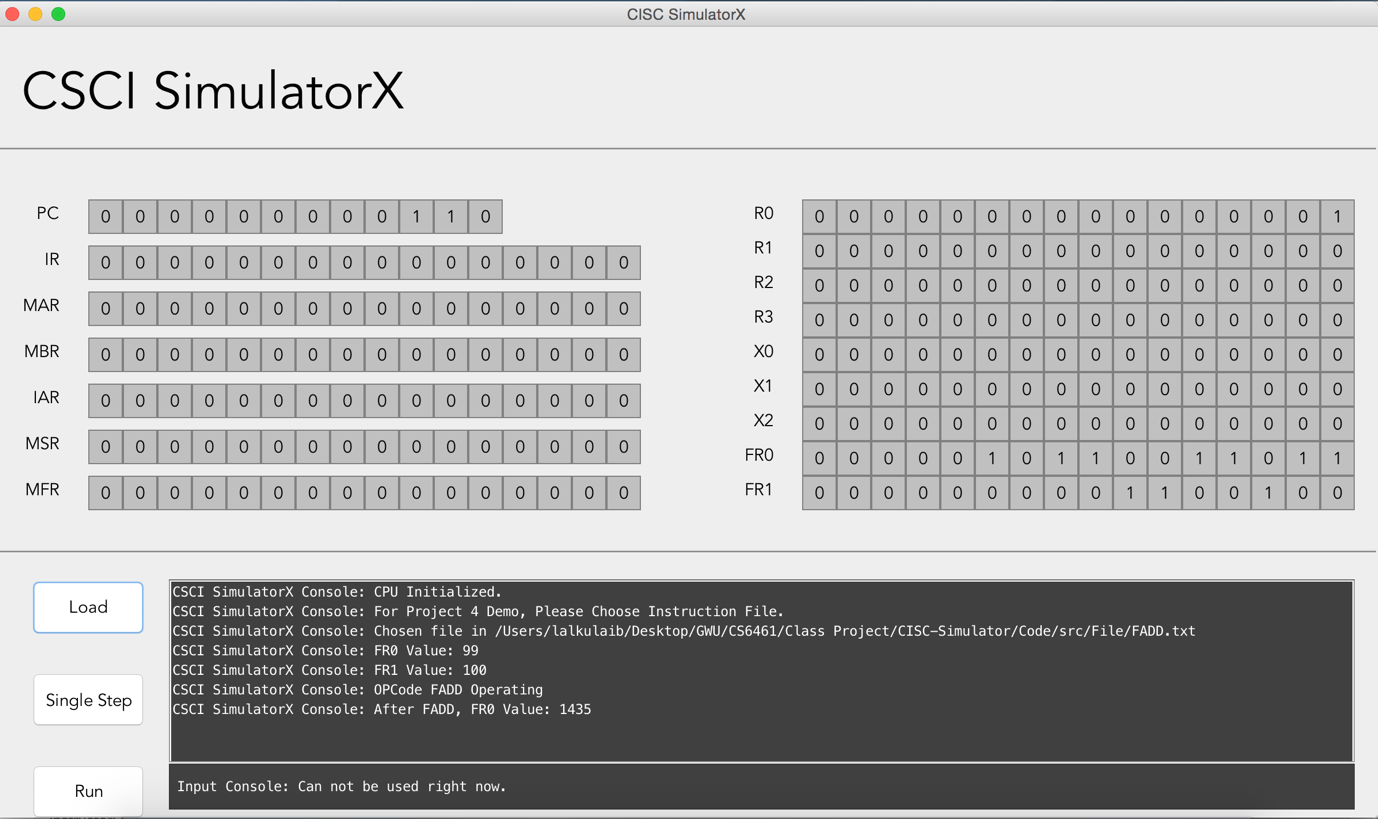 CISC SimulatorX
CSCI SimulatorX
PC 0 0 0 0 0 0 0 0 0 1 1 0
IR 0 0 0 0 0 0 0 0 0 0 0 0 0 0 0 0
MAR 0 0 0 0 0 0 0 0 0 0 0 0 0 0 0 0
MBR 0 0 0 0 0 0 0 0 0 0 0 0 0 0 0 0
IAR 0 0 0 0 0 0 0 0 0 0 0 0 0 0 0 0
MSR 0 0 0 0 0 0 0 0 0 0 0 0 0 0 0 0
MFR 0 0 0 0 0 0 0 0 0 0 0 0 0 0 0 0
R0 0 0 0 0 0 0 0 0 0 0 0 0 0 0 0 1
R1 0 0 0 0 0 0 0 0 0 0 0 0 0 0 0 0
R2 0 0 0 0 0 0 0 0 0 0 0 0 0 0 0 0
R3 0 0 0 0 0 0 0 0 0 0 0 0 0 0 0 0
X0 0 0 0 0 0 0 0 0 0 0 0 0 0 0 0 0
X1 0 0 0 0 0 0 0 0 0 0 0 0 0 0 0 0
X2 0 0 0 0 0 0 0 0 0 0 0 0 0 0 0 0
FR0 0 0 0 0 0 1 0 1 1 0 0 1 1 0 1 1
FR1 0 0 0 0 0 0 0 0 0 1 1 0 0 1 0 0
Load
Single Step
Run
CSCI SimulatorX Console: CPU Initialized.
CSCI SimulatorX Console: For Project 4 Demo, Please Choose Instruction File.
CSCI SimulatorX Console: Chosen file in /Users/lalkulaib/Desktop/GWU/CS6461/Class Project/CISC-Simulator/Code/src/File/FADD.txt
CSCI SimulatorX Console: FR0 Value: 99
CSCI SimulatorX Console: FR1 Value: 100
CSCI SimulatorX Console: OPCode FADD Operating
CSCI SimulatorX Console: After FADD, FR0 Value: 1435
Input Console: Can not be used right now.